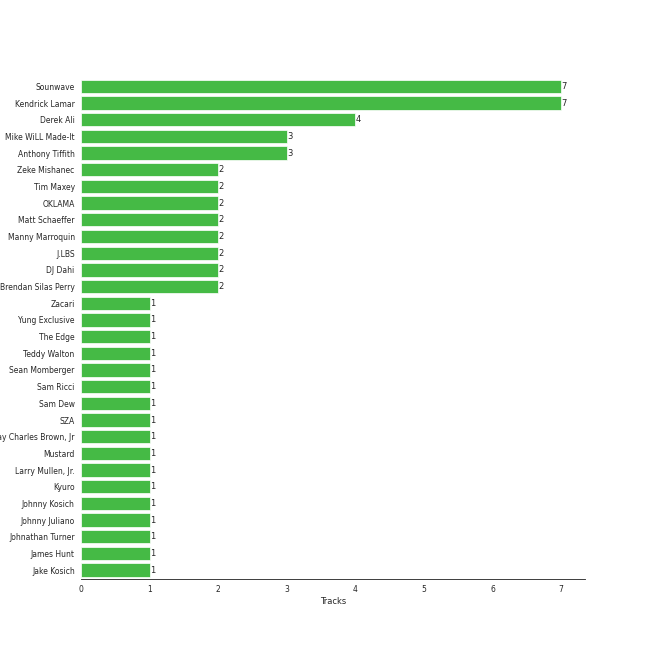 Sounwave 7
Kendrick Lamar 7
Derek Ali 4
Mike WiLL Made-It 3
Anthony Tiffith 3
Zeke Mishanec 2
Tim Maxey 2
OKLAMA 2
Matt Schaeffer 2
Manny Marroquin 2
J.LBS 2
DJ Dahi 2
Brendan Silas Perry 2
Zacari 1
Yung Exclusive 1
The Edge 1
Teddy Walton 1
Sean Momberger 1
Sam Ricci 1
Sam Dew 1
SZA 1
ay Charles Brown, Jr 1
Mustard 1
Larry Mullen, Jr. 1
Kyuro 1
Johnny Kosich 1
Johnny Juliano 1
Johnathan Turner 1
James Hunt 1
Jake Kosich 1
0 1 2 3 4 5 6 7
Tracks